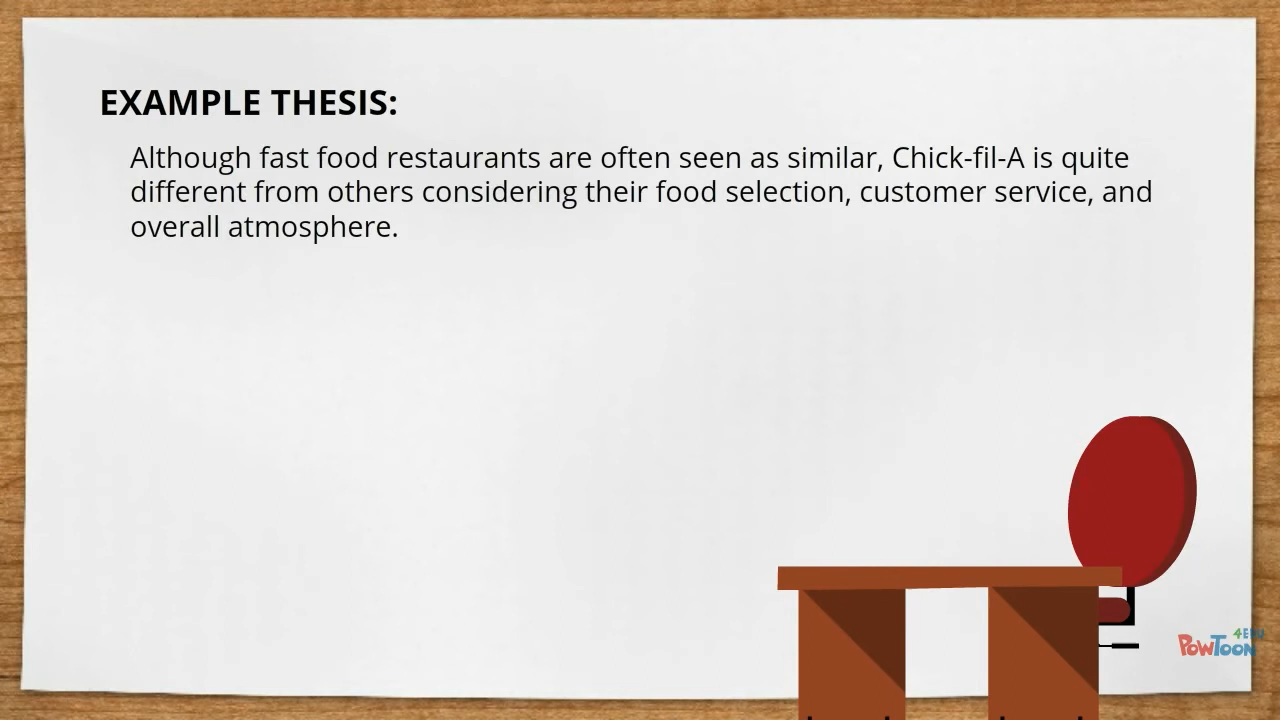 EXAMPLE THESIS:
Although fast food restaurants are often seen as similar, Chick-fil-A is quite
different from others considering their food selection, customer service, and
overall atmosphere.
4EDU
POWTOON